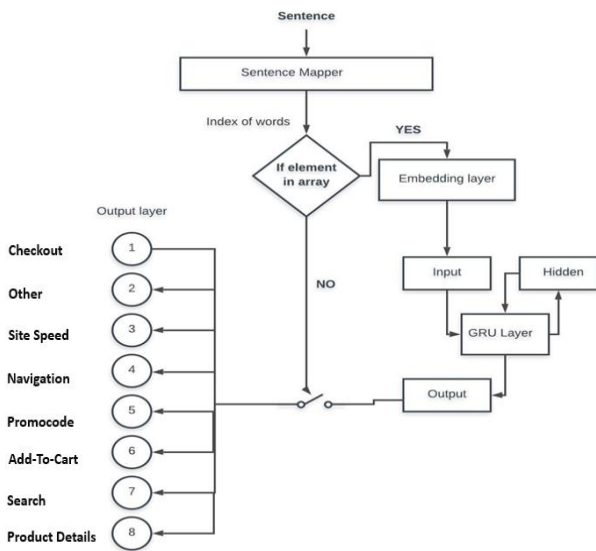 Sentence
Sentence Mapper
Index of words
YES
If element
in array
Embedding layer
Output layer
Checkout
1
Other
2
Site Speed
3
Navigation
4
Promocode
5
Add-To-Cart
6
Search
7
Product Details
8
NO
Input
Hidden
GRU Layer
Output